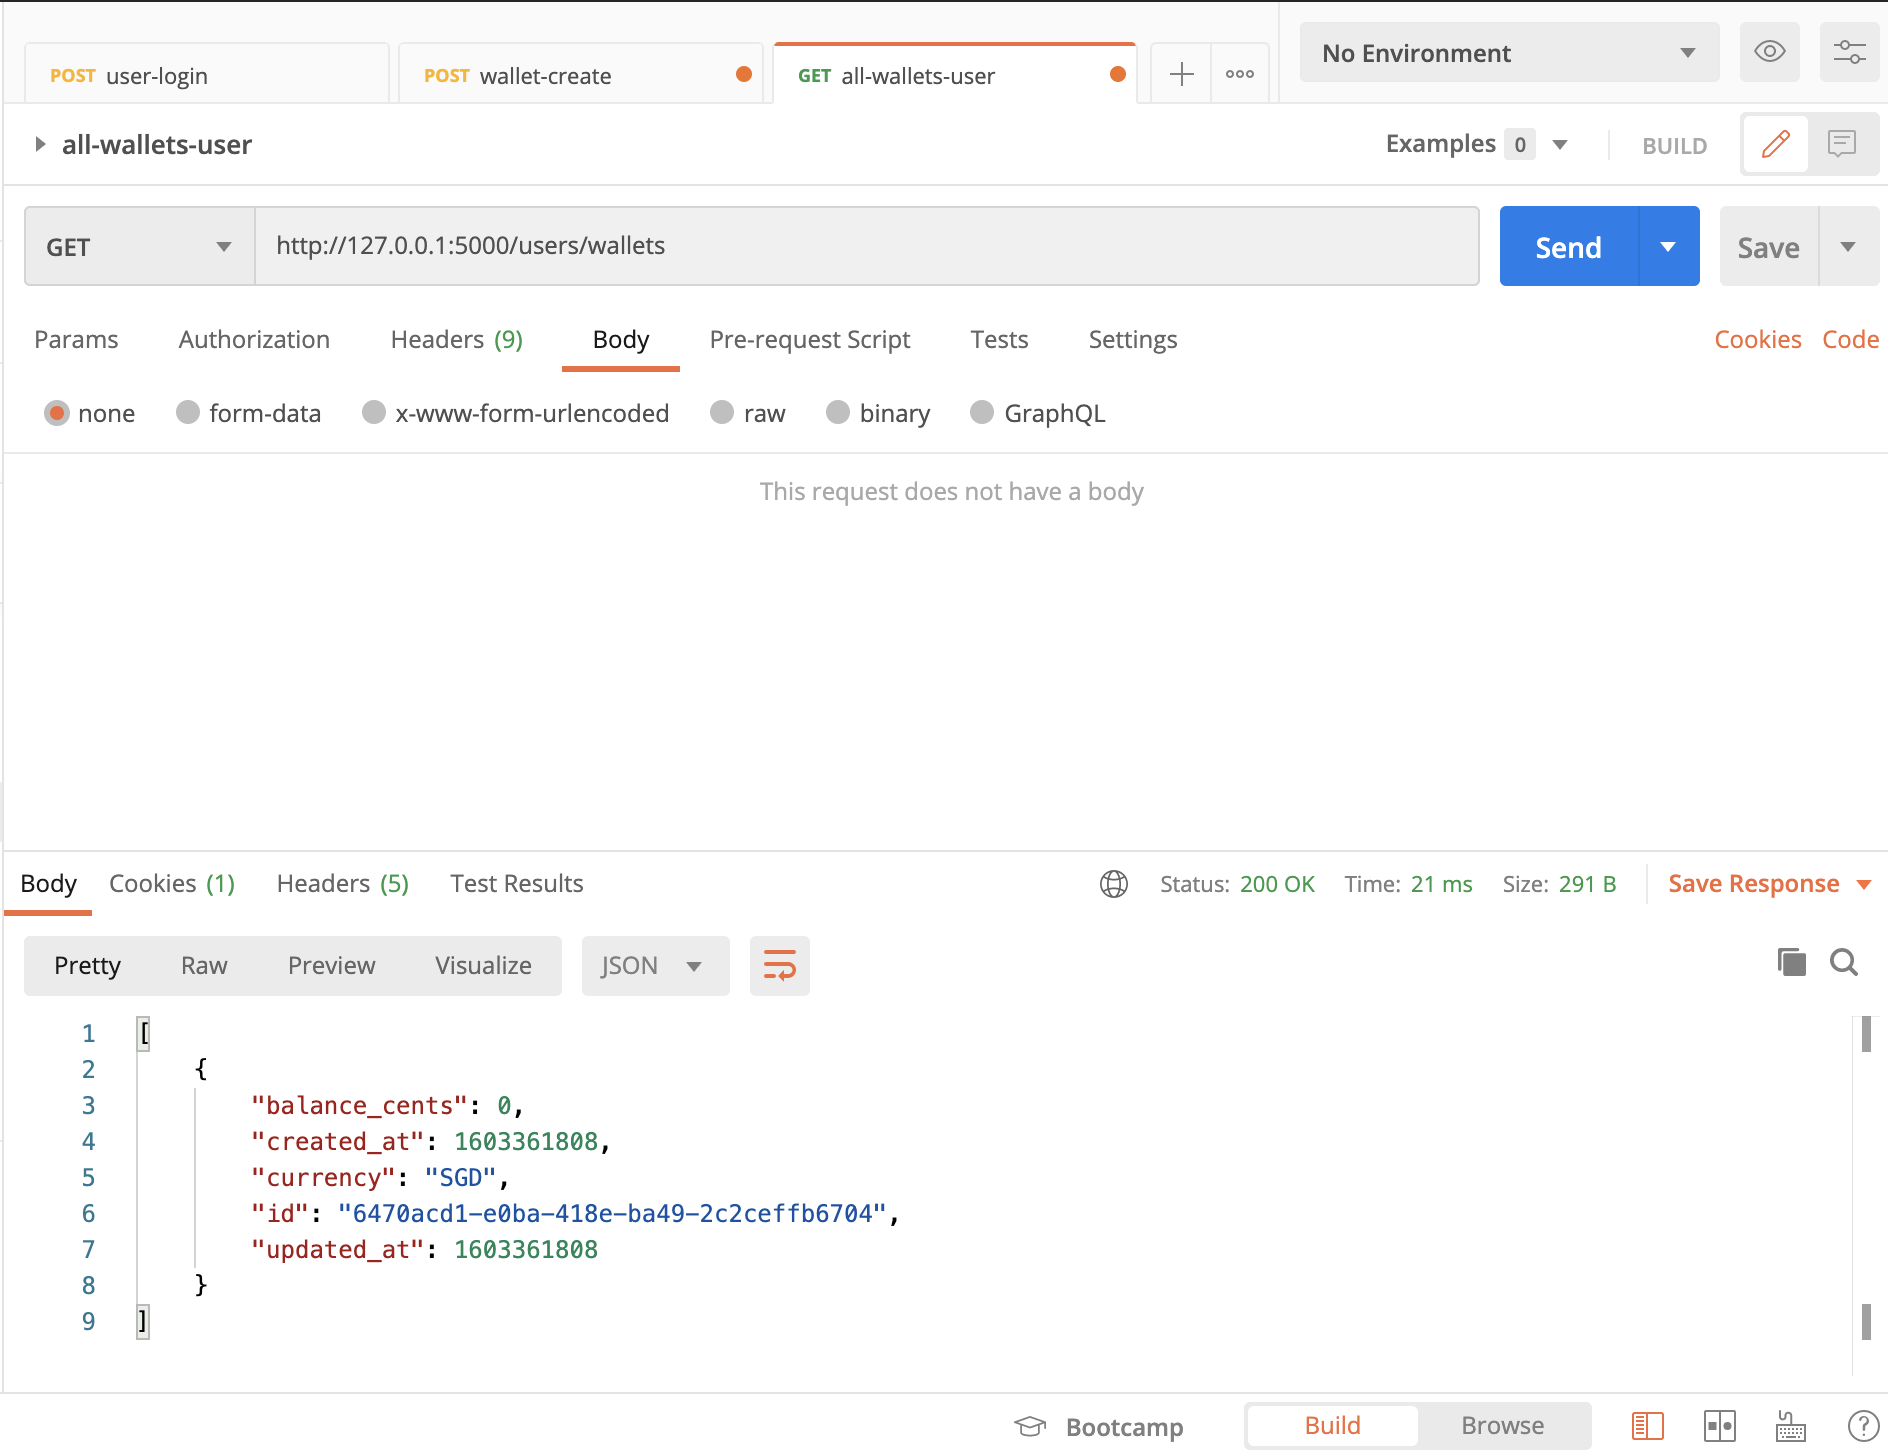 POST user-login POST wallet-create GET all-wallets-user No Environment
all-wallets-user Examples 0 BUILD
GET http://127.0.0.1:5000/users/wallets Send Save
Params Authorization Headers (9) Body Pre-request Script Tests Settings Cookies Code
none form-data x-www-form-urlencoded raw binary GraphQL
This request does not have a body
Body Cookies (1) Headers (5) Test Results Status: 200 OK Time: 21 ms Size: 291 B Save Response
Pretty Raw Preview Visualize JSON
1 [
2 {
3 "balance_cents": 0,
4 "created_at": 1603361808,
5 "currency": "SGD",
6 "id": "6470acd1-e0ba-418e-ba49-2c2ceffb6704",
7 "updated_at": 1603361808
8 }
9 ]
Bootcamp Build Browse ?